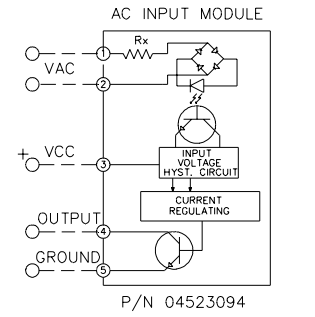 AC INPUT MODULE
Rx
1
VAC
2
+ VCC
3
INPUT
VOLTAGE
HYST. CIRCUIT
CURRENT
REGULATING
OUTPUT
4
GROUND
5
P/N 04523094